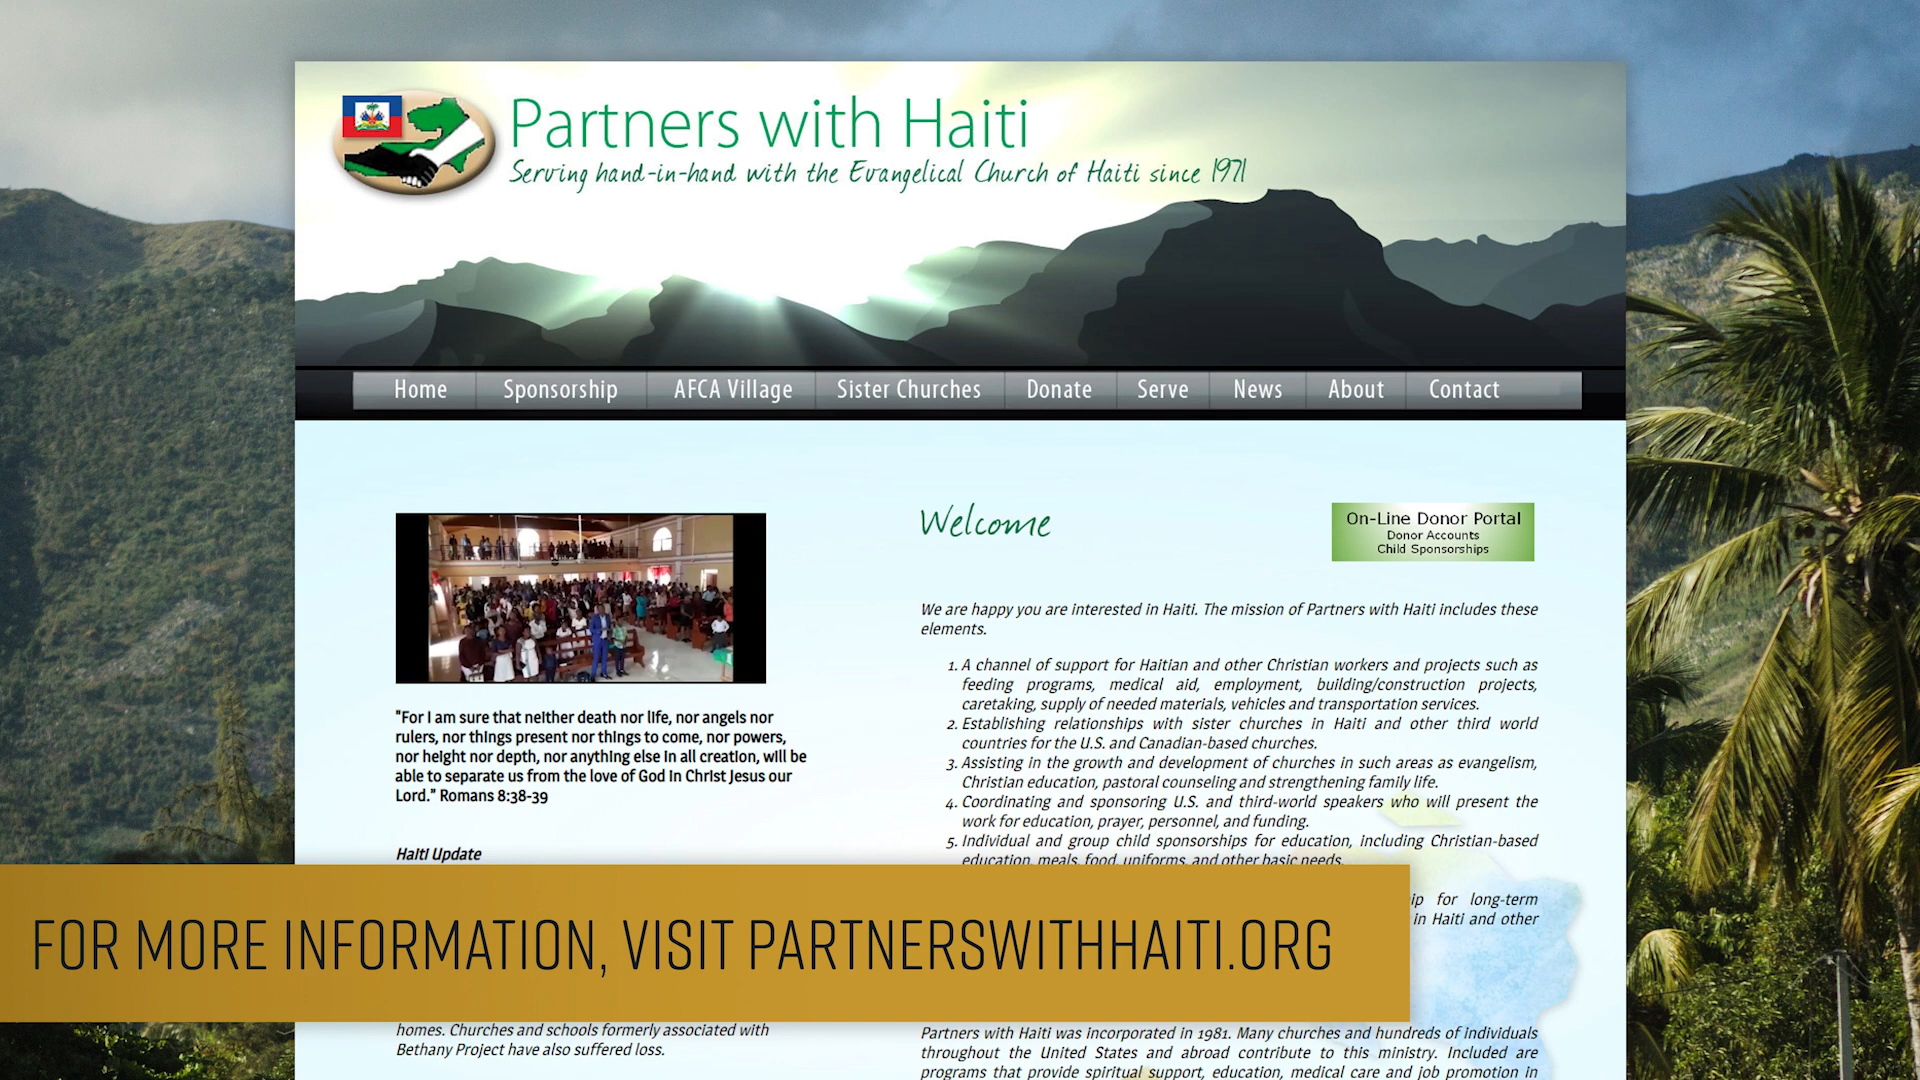 Partners with Haiti
Serving hand-in-hand with the Evangelical Church of Haiti since 1971
Home Sponsorship AFCA Village Sister Churches Donate Serve News About Contact
"For I am sure that neither death nor life, nor angels nor
rulers, nor things present nor things to come, nor powers,
nor height nor depth, nor anything else in all creation, will be
able to separate us from the love of God in Christ Jesus our
Lord." Romans 8:38-39
Haiti Update
homes. Churches and schools formerly associated with
Bethany Project have also suffered loss.
Welcome
On-Line Donor Portal
Donor Accounts
Child Sponsorships
We are happy you are interested in Haiti. The mission of Partners with Haiti includes these
elements.
1. A channel of support for Haitian and other Christian workers and projects such as
feeding programs, medical aid, employment, building/construction projects,
caretaking, supply of needed materials, vehicles and transportation services.
2. Establishing relationships with sister churches in Haiti and other third world
countries for the U.S. and Canadian-based churches.
3. Assisting in the growth and development of churches in such areas as evangelism,
Christian education, pastoral counseling and strengthening family life.
4. Coordinating and sponsoring U.S. and third-world speakers who will present the
work for education, prayer, personnel, and funding.
5. Individual and group child sponsorships for education, including Christian-based
education, meals, food, uniforms, and other basic needs.
for long-term
in Haiti and other
Partners with Haiti was incorporated in 1981. Many churches and hundreds of individuals
throughout the United States and abroad contribute to this ministry. Included are
programs that provide spiritual support, education, medical care and job promotion in
FOR MORE INFORMATION, VISIT PARTNERSWITHHAITI.ORG